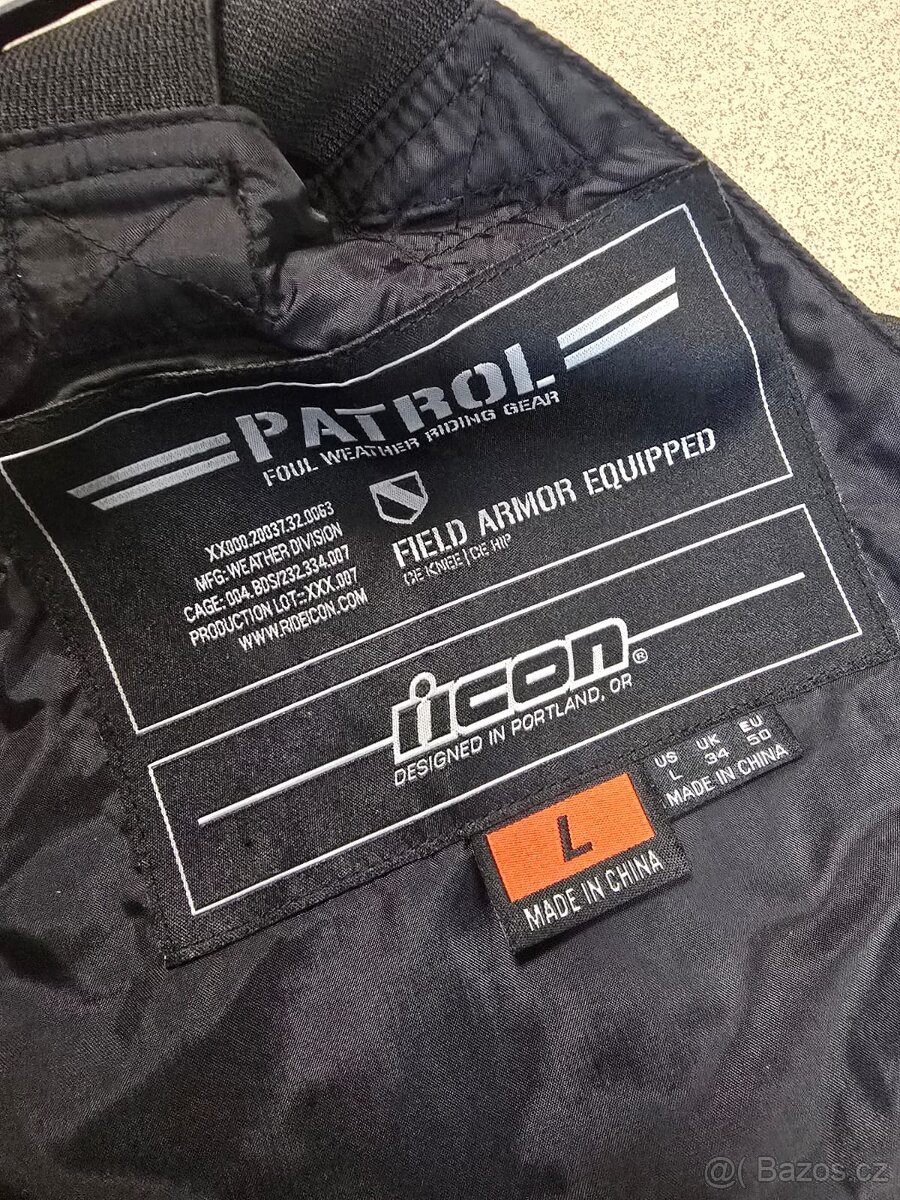 PATROL
FOUL WEATHER RIDING GEAR
XX000.20037.32.0063
MFG: WEATHER DIVISION
CAGE: 004.BDS/232.334.007
PRODUCTION LOT=XXX.007
WWW.RIDEICON.COM
FIELD ARMOR EQUIPPED
CE KNEE | CE HIP
icon®
DESIGNED IN PORTLAND, OR
US UK EU
L 34 50
MADE IN CHINA
L
MADE IN CHINA
@( Bazos.cz